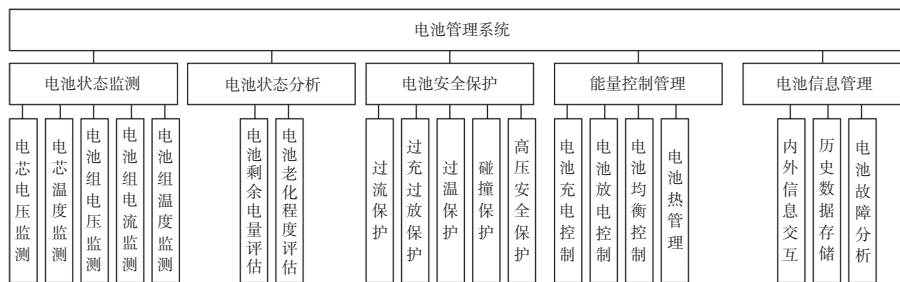 电池管理系统
电池状态监测
电池状态分析
电池安全保护
能量控制管理
电池信息管理
电芯电压监测
电芯温度监测
电池组电压监测
电池组电流监测
电池组温度监测
电池剩余电量评估
电池老化程度评估
过流保护
过充过放保护
过温保护
碰撞保护
高压安全保护
电池充电控制
电池放电控制
电池均衡控制
电池热管理
内外信息交互
历史数据存储
电池故障分析